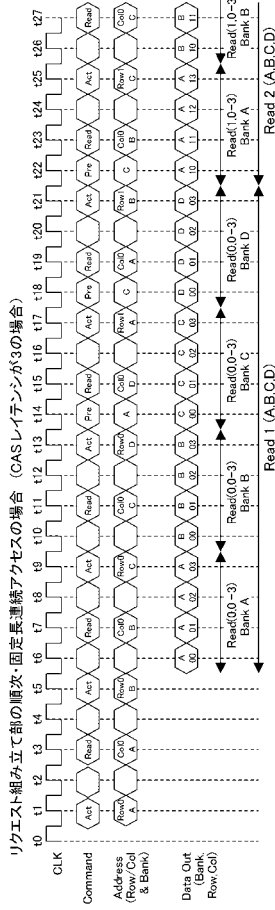 リクエスト組み立て部の順次・固定長連続アクセスの場合 (CASレイテンシが3の場合)
t0 t1 t2 t3 t4 t5 t6 t7 t8 t9 t10 t11 t12 t13 t14 t15 t16 t17 t18 t19 t20 t21 t22 t23 t24 t25 t26 t27
CLK
Command Act Read Act Read Act Read Act Pre Read Act Pre Read Act Pre Read Act Read
Address (Row/Col & Bank)
Row0 Col0 Row0 Col0 Row0 Col0 Row0 A Col0 Row1 C Col0 Row1 C Col0 Row1 Col0
A A B B C C D D A A B B C C
Data Out (Bank, Row,Col)
A A A A B B B B C C C C D D D D A A A A B B
00 01 02 03 00 01 02 03 00 01 02 03 00 01 02 03 10 11 12 13 10 11
Read(0,0-3) Read(0,0-3) Read(0,0-3) Read(0,0-3) Read(1,0-3) Read(1,0-3)
Bank A Bank B Bank C Bank D Bank A Bank B
Read 1 (A,B,C,D) Read 2 (A,B,C,D)